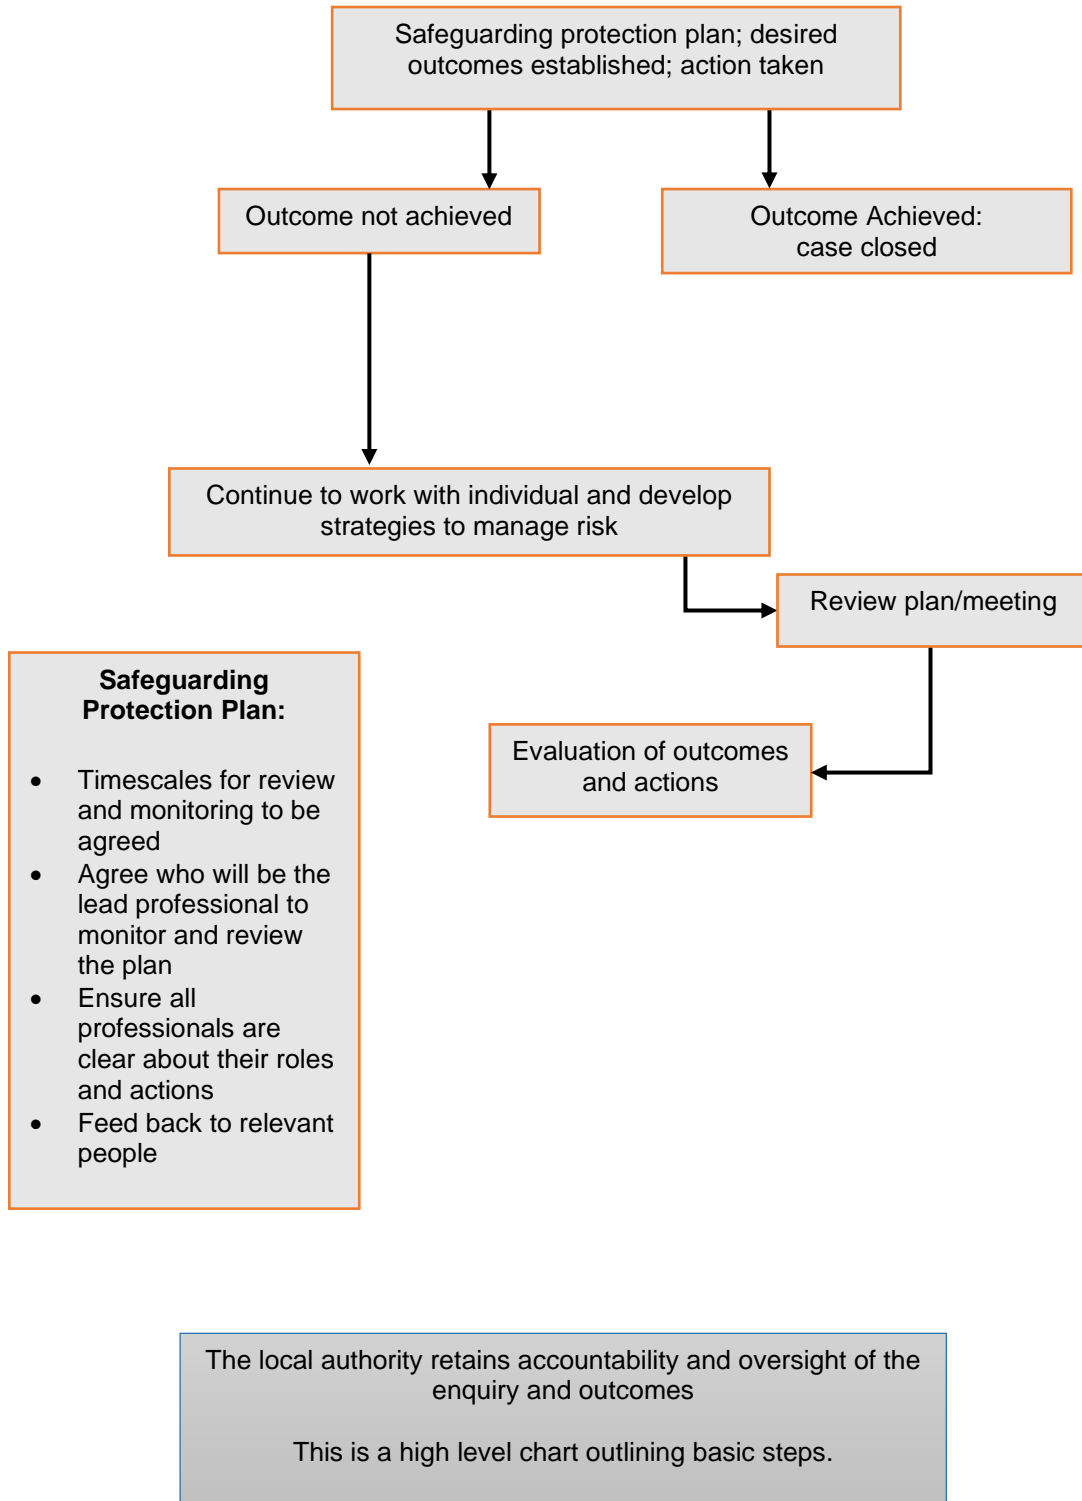 Safeguarding protection plan; desired
outcomes established; action taken
Outcome not achieved
Outcome Achieved:
case closed
Continue to work with individual and develop
strategies to manage risk
Review plan/meeting
Safeguarding
Protection Plan:
• Timescales for review
and monitoring to be
agreed
• Agree who will be the
lead professional to
monitor and review
the plan
• Ensure all
professionals are
clear about their roles
and actions
• Feed back to relevant
people
Evaluation of outcomes
and actions
The local authority retains accountability and oversight of the
enquiry and outcomes
This is a high level chart outlining basic steps.